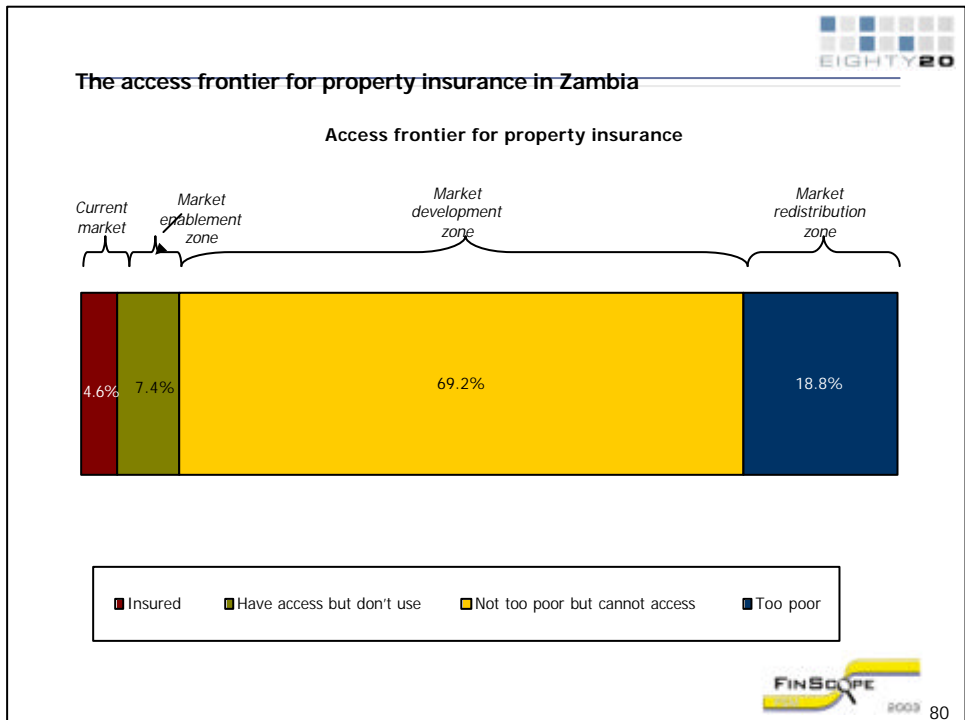 EIGHTY20
The access frontier for property insurance in Zambia
Access frontier for property insurance
Current
market
Market
enablement
zone
Market
development
zone
Market
redistribution
zone
4.6%
7.4%
69.2%
18.8%
Insured
Have access but don't use
Not too poor but cannot access
Too poor
FINSCOPE
2003
80